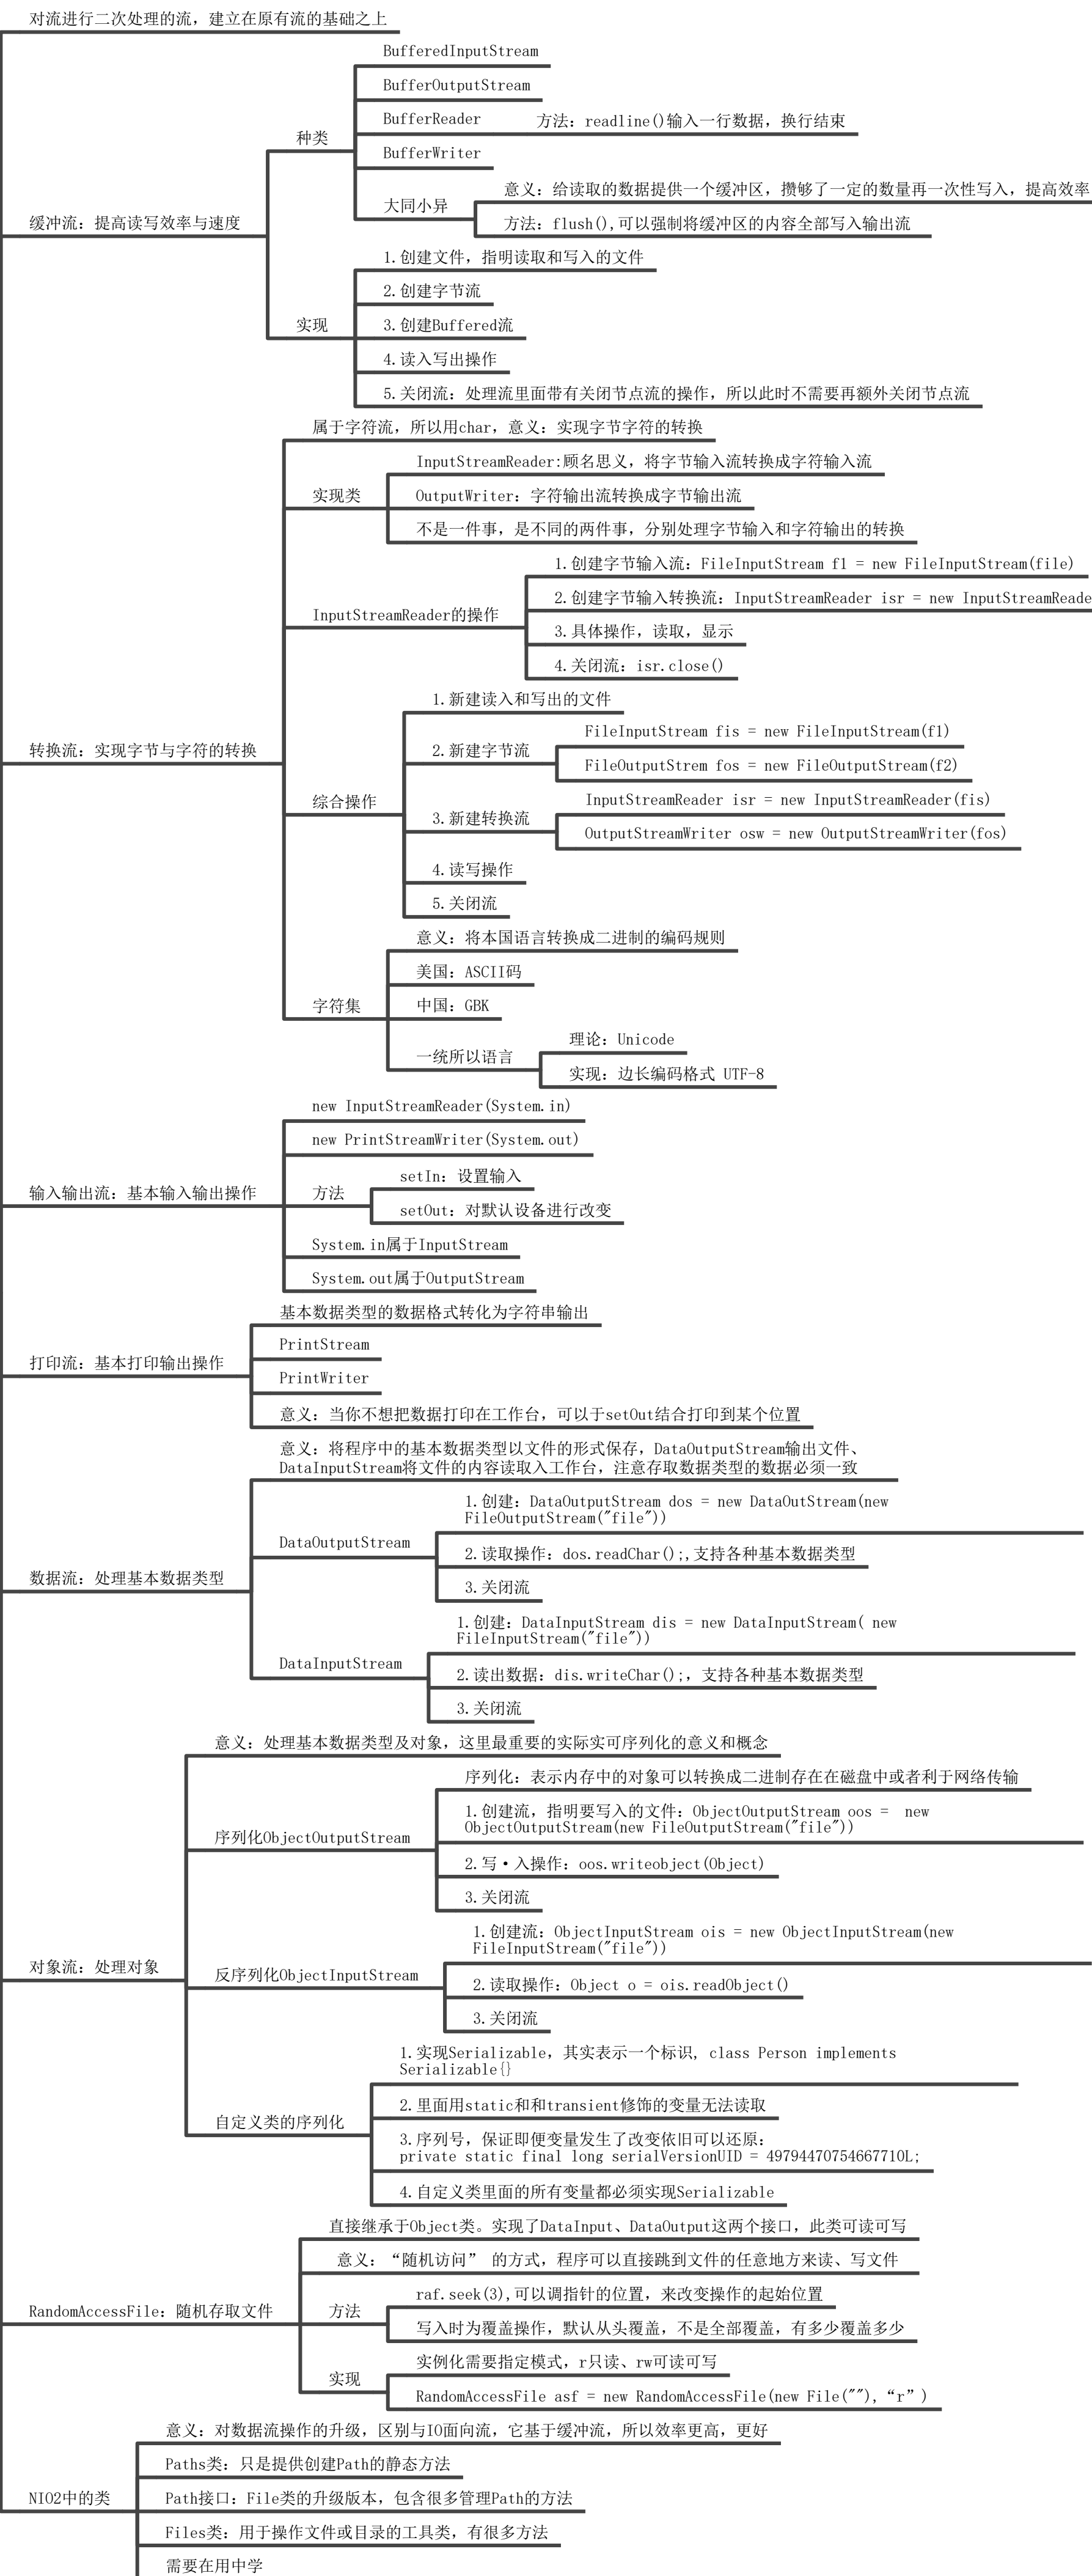 对流进行二次处理的流，建立在原有流的基础之上
缓冲流：提高读写效率与速度
种类
BufferedInputStream
BufferOutputStream
BufferReader
方法：readline()输入一行数据，换行结束
BufferWriter
大同小异
意义：给读取的数据提供一个缓冲区，攒够了一定的数量再一次性写入，提高效率
方法：flush(),可以强制将缓冲区的内容全部写入输出流
实现
1.创建文件，指明读取和写入的文件
2.创建字节流
3.创建Buffered流
4.读入写出操作
5.关闭流：处理流里面带有关闭节点流的操作，所以此时不需要再额外关闭节点流
转换流：实现字节与字符的转换
属于字符流，所以用char，意义：实现字节字符的转换
实现类
InputStreamReader:顾名思义，将字节输入流转换成字符输入流
OutputWriter：字符输出流转换成字节输出流
不是一件事，是不同的两件事，分别处理字节输入和字符输出的转换
InputStreamReader的操作
1.创建字节输入流：FileInputStream f1 = new FileInputStream(file)
2.创建字节输入转换流：InputStreamReader isr = new InputStreamReade
3.具体操作，读取，显示
4.关闭流：isr.close()
综合操作
1.新建读入和写出的文件
2.新建字节流
FileInputStream fis = new FileInputStream(f1)
FileOutputStrem fos = new FileOutputStream(f2)
3.新建转换流
InputStreamReader isr = new InputStreamReader(fis)
OutputStreamWriter osw = new OutputStreamWriter(fos)
4.读写操作
5.关闭流
字符集
意义：将本国语言转换成二进制的编码规则
美国：ASCII码
中国：GBK
一统所以语言
理论：Unicode
实现：边长编码格式 UTF-8
输入输出流：基本输入输出操作
new InputStreamReader(System.in)
new PrintStreamWriter(System.out)
方法
setIn：设置输入
setOut：对默认设备进行改变
System.in属于InputStream
System.out属于OutputStream
打印流：基本打印输出操作
基本数据类型的数据格式转化为字符串输出
PrintStream
PrintWriter
意义：当你不想把数据打印在工作台，可以于setOut结合打印到某个位置
数据流：处理基本数据类型
意义：将程序中的基本数据类型以文件的形式保存，DataOutputStream输出文件、
DataInputStream将文件的内容读取入工作台，注意存取数据类型的数据必须一致
DataOutputStream
1.创建：DataOutputStream dos = new DataOutStream(new
FileOutputStream("file"))
2.读取操作：dos.readChar();,支持各种基本数据类型
3.关闭流
DataInputStream
1.创建：DataInputStream dis = new DataInputStream( new
FileInputStream("file"))
2.读出数据：dis.writeChar();，支持各种基本数据类型
3.关闭流
对象流：处理对象
意义：处理基本数据类型及对象，这里最重要的实际实可序列化的意义和概念
序列化ObjectOutputStream
序列化：表示内存中的对象可以转换成二进制存在在磁盘中或者利于网络传输
1.创建流，指明要写入的文件：ObjectOutputStream oos =  new
ObjectOutputStream(new FileOutputStream("file"))
2.写·入操作：oos.writeobject(Object)
3.关闭流
反序列化ObjectInputStream
1.创建流：ObjectInputStream ois = new ObjectInputStream(new
FileInputStream("file"))
2.读取操作：Object o = ois.readObject()
3.关闭流
自定义类的序列化
1.实现Serializable，其实表示一个标识, class Person implements
Serializable{}
2.里面用static和和transient修饰的变量无法读取
3.序列号，保证即便变量发生了改变依旧可以还原：
private static final long serialVersionUID = 4979447075466771OL;
4.自定义类里面的所有变量都必须实现Serializable
RandomAccessFile：随机存取文件
直接继承于Object类。实现了DataInput、DataOutput这两个接口，此类可读可写
意义：“随机访问” 的方式，程序可以直接跳到文件的任意地方来读、写文件
方法
raf.seek(3),可以调指针的位置，来改变操作的起始位置
写入时为覆盖操作，默认从头覆盖，不是全部覆盖，有多少覆盖多少
实现
实例化需要指定模式，r只读、rw可读可写
RandomAccessFile asf = new RandomAccessFile(new File(""),“r”)
NIO2中的类
意义：对数据流操作的升级，区别与IO面向流，它基于缓冲流，所以效率更高，更好
Paths类：只是提供创建Path的静态方法
Path接口：File类的升级版本，包含很多管理Path的方法
Files类：用于操作文件或目录的工具类，有很多方法
需要在用中学